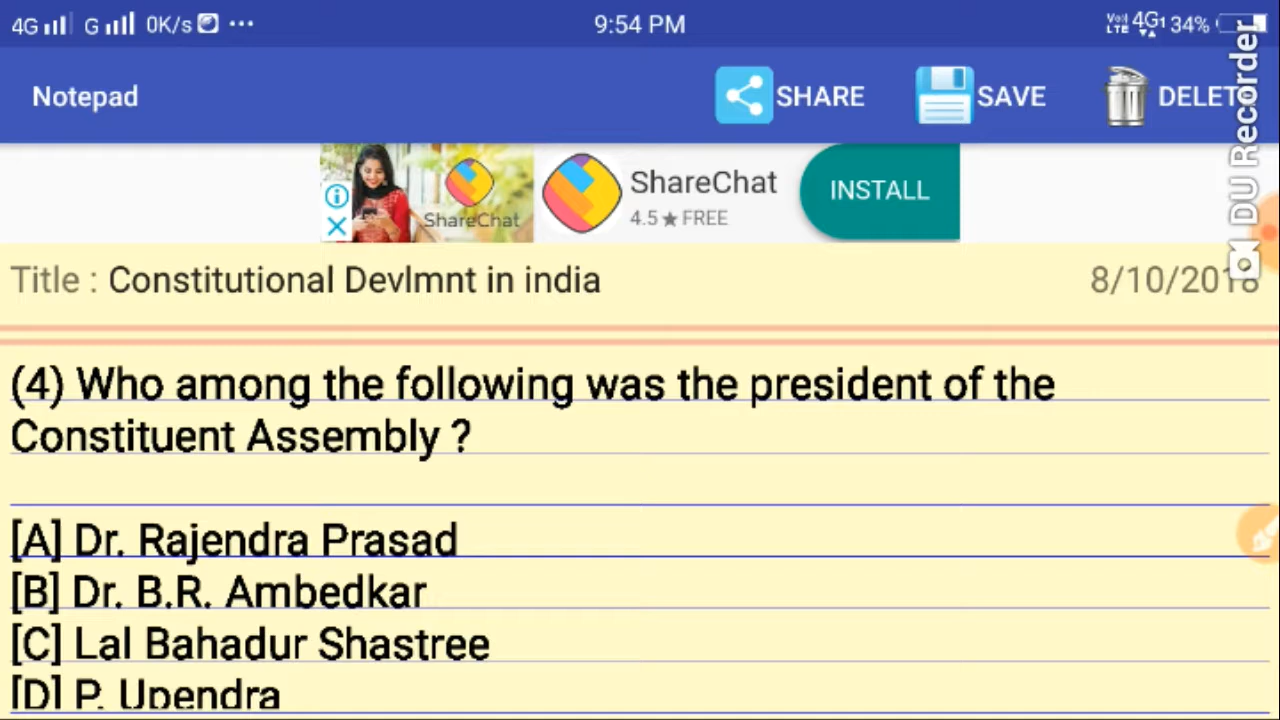 4G G 0K/s ••• 9:54 PM VoLTE 4G 34%
Notepad SHARE SAVE DELET
DU Recorder
ShareChat ShareChat INSTALL
4.5★FREE
Title : Constitutional Devlmnt in india 8/10/2018
(4) Who among the following was the president of the
Constituent Assembly ?
[A] Dr. Rajendra Prasad
[B] Dr. B.R. Ambedkar
[C] Lal Bahadur Shastree
[D] P. Upendra